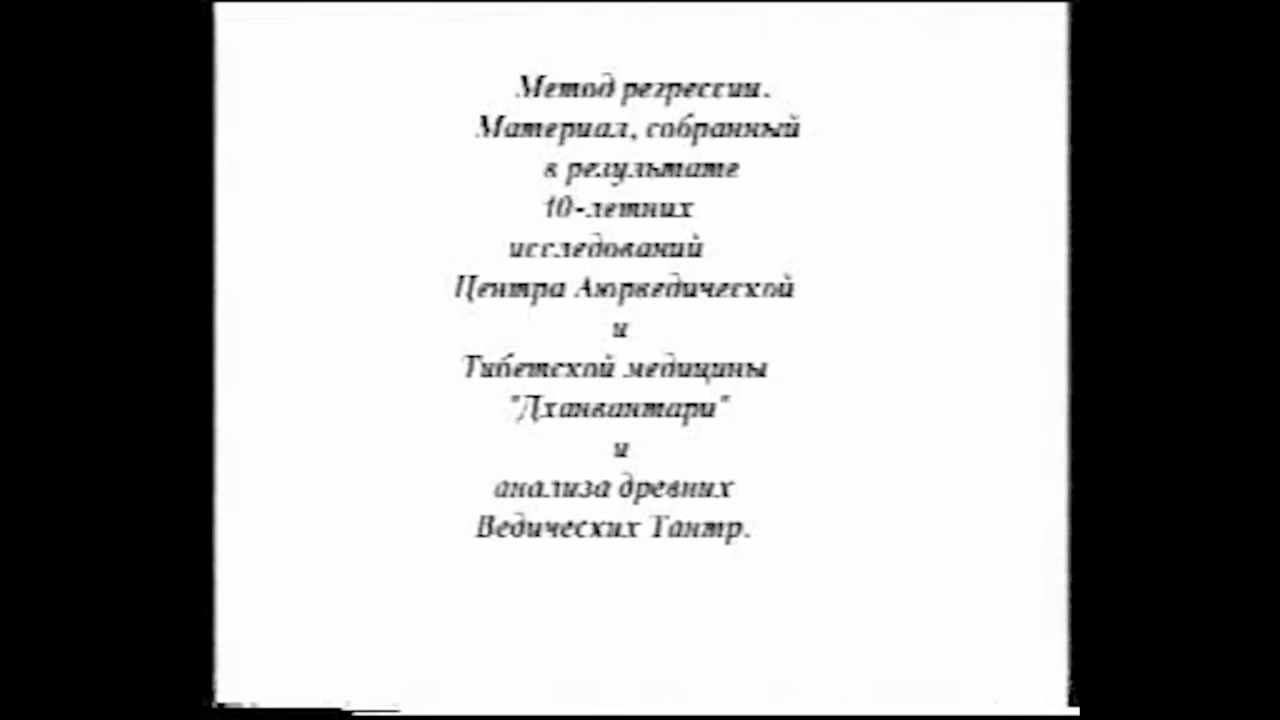 Метод регрессии.
Материал, собранный
в результате
10-летних
исследований
Центра Аюрведической
и
Тибетской медицины
"Дханвантари"
и
анализа древних
Ведических Тантр.